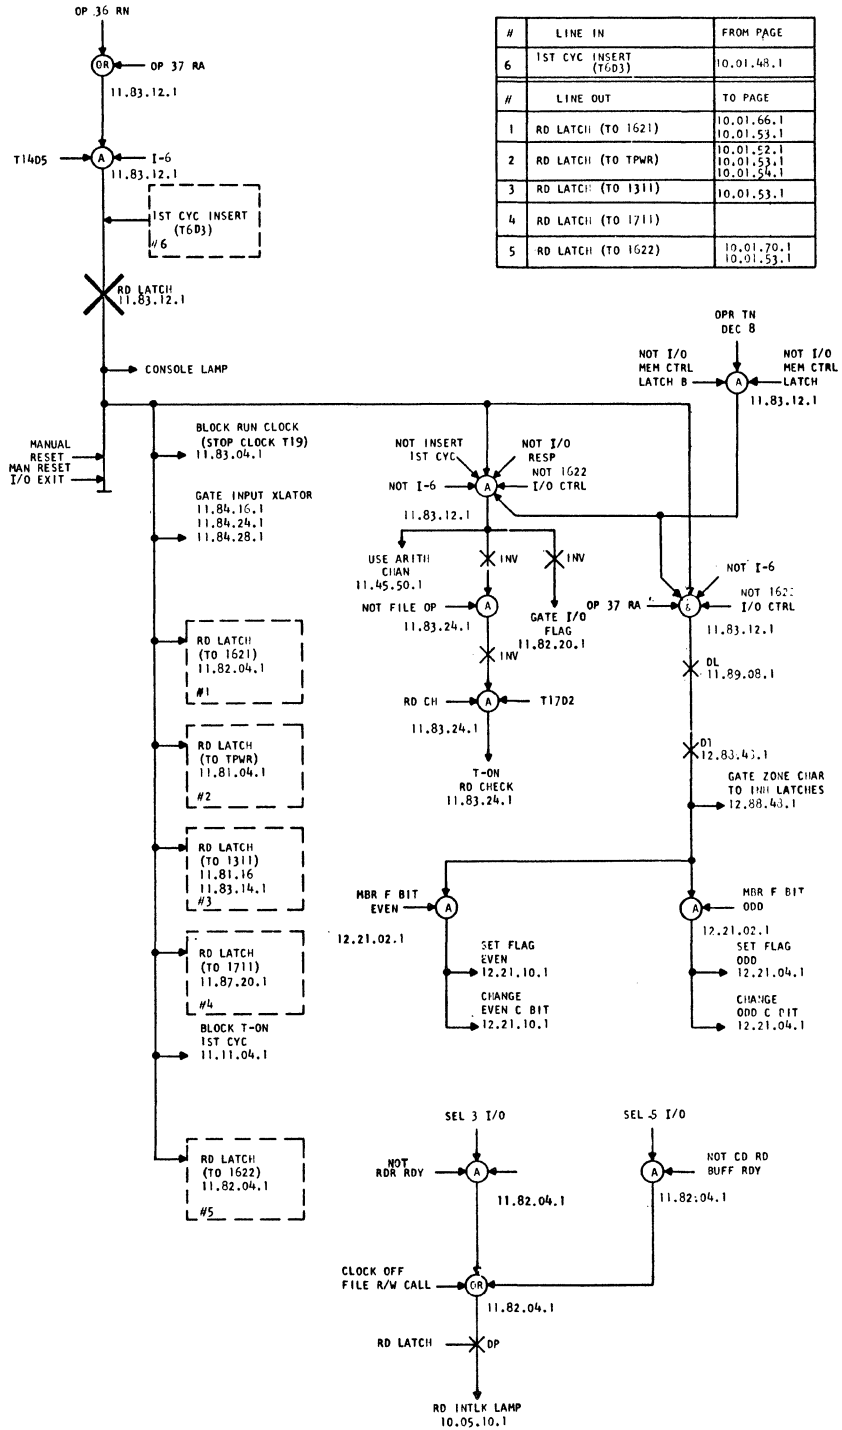 OP 36 RN
OR
OP 37 RA
11.83.12.1
T14D5
A
I-6
11.83.12.1
1ST CYC INSERT
(T6D3)
#6
RD LATCH
11.83.12.1
CONSOLE LAMP
MANUAL
RESET
MAN RESET
I/O EXIT
# LINE IN FROM PAGE
6 1ST CYC INSERT (T6D3) 10.01.48.1
# LINE OUT TO PAGE
1 RD LATCH (TO 1621) 10.01.66.1
10.01.53.1
2 RD LATCH (TO TPWR) 10.01.52.1
10.01.53.1
10.01.54.1
3 RD LATCH (TO 1311) 10.01.53.1
4 RD LATCH (TO 1711)
5 RD LATCH (TO 1622) 10.01.70.1
10.01.53.1
OPR TN
DEC 8
NOT I/O
MEM CTRL
LATCH B
A
NOT I/O
MEM CTRL
LATCH
11.83.12.1
BLOCK RUN CLOCK
(STOP CLOCK T19)
11.83.04.1
GATE INPUT XLATOR
11.84.16.1
11.84.24.1
11.84.28.1
RD LATCH
(TO 1621)
11.82.04.1
#1
RD LATCH
(TO TPWR)
11.81.04.1
#2
RD LATCH
(TO 1311)
11.81.16
11.83.14.1
#3
RD LATCH
(TO 1711)
11.87.20.1
#4
BLOCK T-ON
1ST CYC
11.11.04.1
RD LATCH
(TO 1622)
11.82.04.1
#5
NOT INSERT
1ST CYC
NOT I/O
RESP
NOT 1622
I/O CTRL
NOT I-6
A
11.83.12.1
USE ARITH
CHAN
11.45.50.1
INV
INV
NOT FILE OP
A
11.83.24.1
GATE I/O
FLAG
11.82.20.1
INV
RD CH
A
T17D2
11.83.24.1
T-ON
RD CHECK
11.83.24.1
NOT I-6
OP 37 RA
&
NOT
I/O CTRL
11.83.12.1
DL
11.89.08.1
D1
12.88.48.1
GATE ZONE CHAR
TO INH LATCHES
12.88.48.1
MBR F BIT
EVEN
A
12.21.02.1
SET FLAG
EVEN
12.21.10.1
CHANGE
EVEN C BIT
12.21.10.1
MBR F BIT
ODD
A
12.21.02.1
SET FLAG
ODD
12.21.04.1
CHANGE
ODD C BIT
12.21.04.1
SEL 3 I/O
NOT
RDR RDY
A
11.82.04.1
SEL 5 I/O
A
NOT CD RD
BUFF RDY
11.82.04.1
CLOCK OFF
FILE R/W CALL
OR
11.82.04.1
RD LATCH
DP
RD INTLK LAMP
10.05.10.1